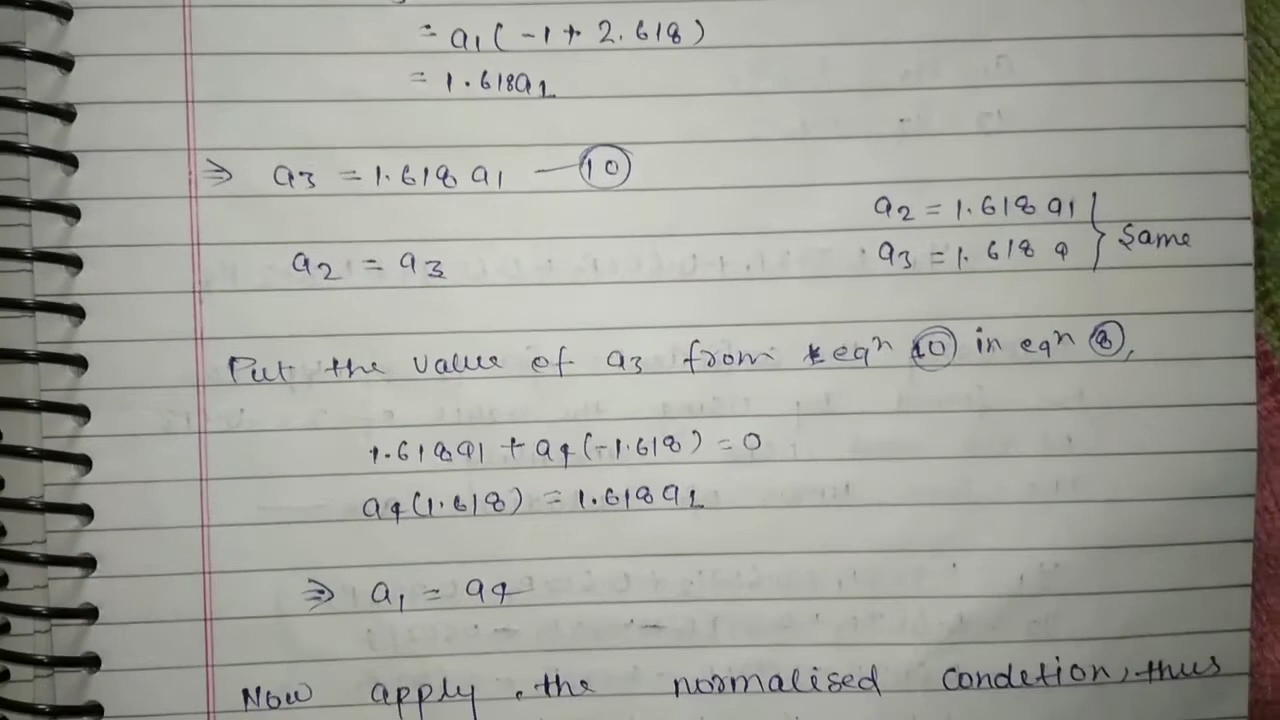 = a1(-1+2.618)
= 1.618a1
⇒ a3 = 1.618 a1 — 10
a2 = 1.618 a1
a3 = 1.618 a } Same
a2 = a3
Put the value of a3 from eqn 10 in eqn 8,
1.618a1 + a4(-1.618) = 0
a4(1.618) = 1.618a1
⇒ a1 = a4
Now apply the normalised condetion, thus